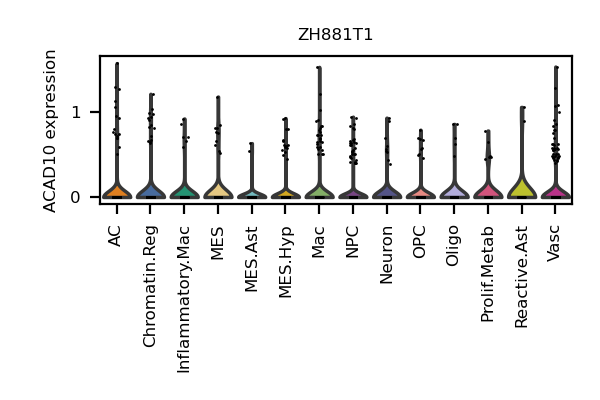 ZH881T1
ACAD10 expression
1
0
AC
Chromatin.Reg
Inflammatory.Mac
MES
MES.Ast
MES.Hyp
Mac
NPC
Neuron
OPC
Oligo
Prolif.Metab
Reactive.Ast
Vasc